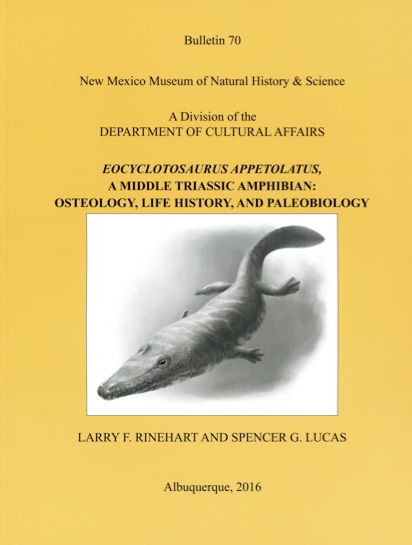 Bulletin 70
New Mexico Museum of Natural History & Science
A Division of the
DEPARTMENT OF CULTURAL AFFAIRS
EOCYCLOTOSAURUS APPETOLATUS,
A MIDDLE TRIASSIC AMPHIBIAN:
OSTEOLOGY, LIFE HISTORY, AND PALEOBIOLOGY
LARRY F. RINEHART AND SPENCER G. LUCAS
Albuquerque, 2016